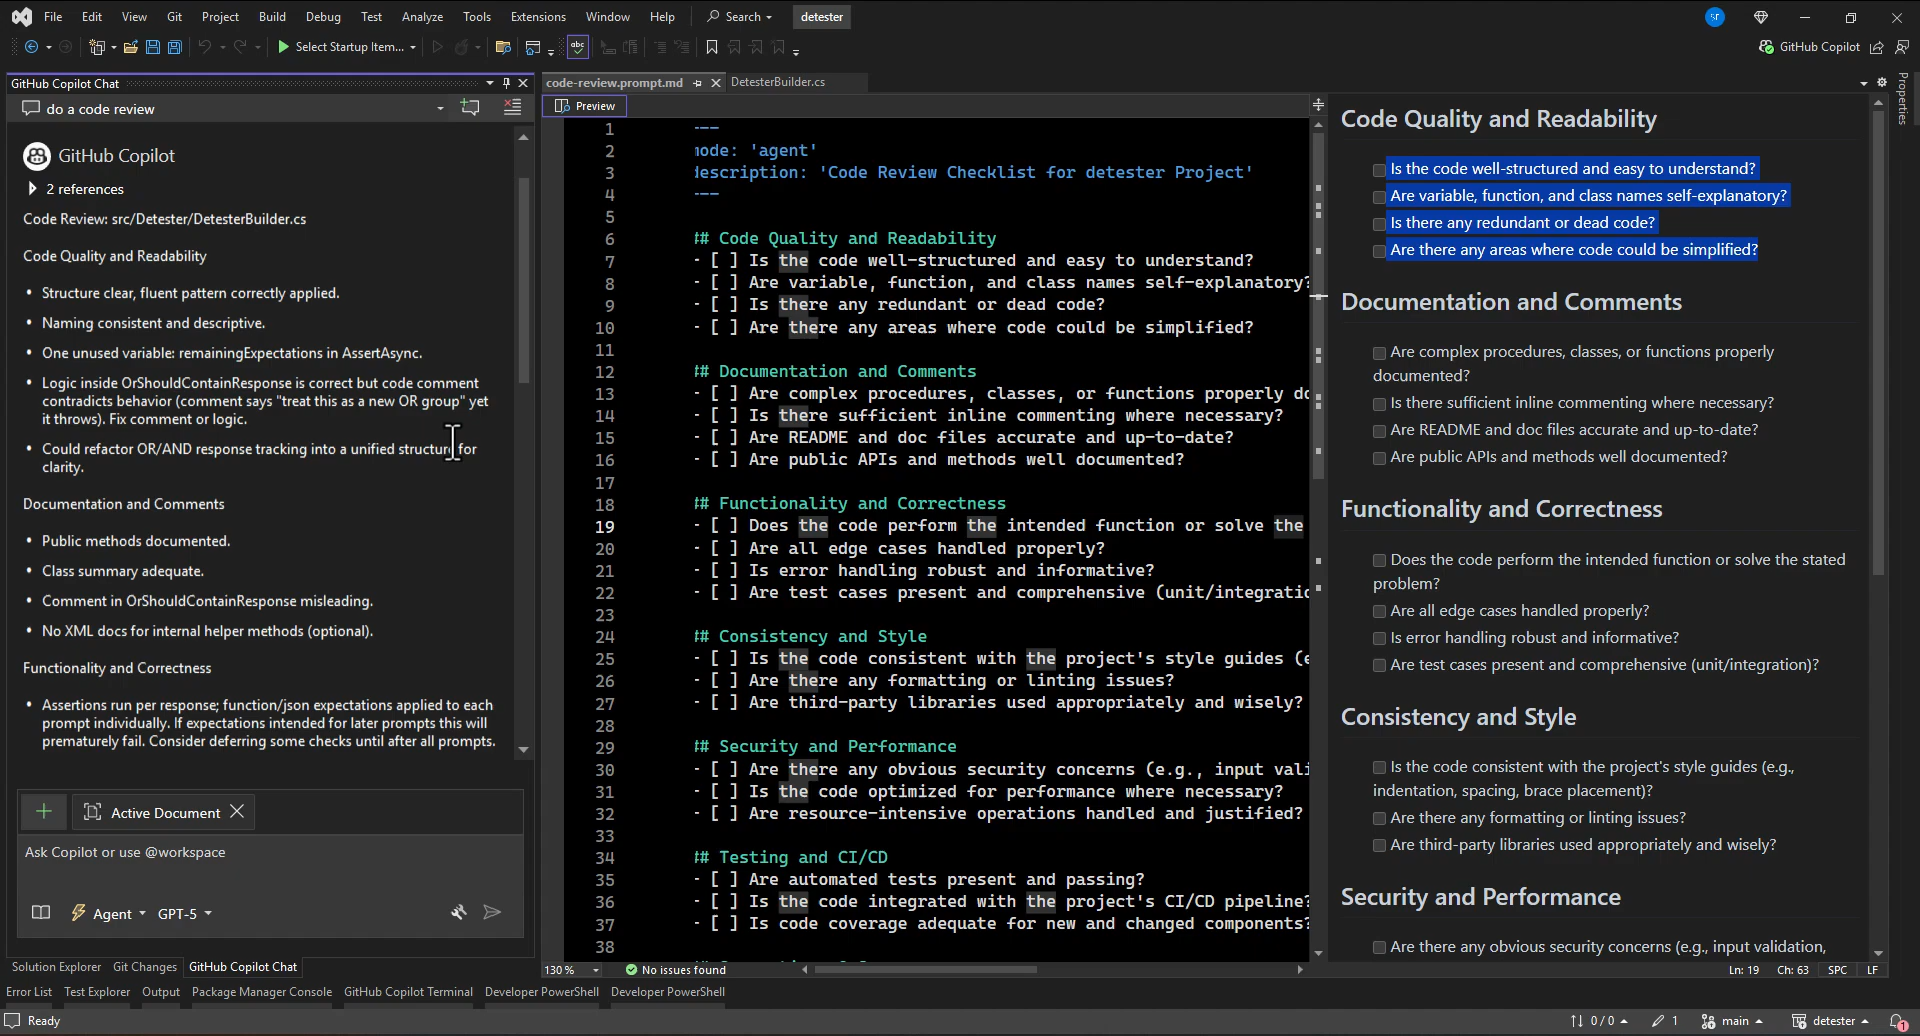 File Edit View Git Project Build Debug Test Analyze Tools Extensions Window Help Search detester SF
Select Startup Item... abc GitHub Copilot
GitHub Copilot Chat
do a code review
GitHub Copilot
2 references
Code Review: src/Detester/DetesterBuilder.cs
Code Quality and Readability
• Structure clear, fluent pattern correctly applied.
• Naming consistent and descriptive.
• One unused variable: remainingExpectations in AssertAsync.
• Logic inside OrShouldContainResponse is correct but code comment
contradicts behavior (comment says "treat this as a new OR group" yet
it throws). Fix comment or logic.
• Could refactor OR/AND response tracking into a unified structure for
clarity.
Documentation and Comments
• Public methods documented.
• Class summary adequate.
• Comment in OrShouldContainResponse misleading.
• No XML docs for internal helper methods (optional).
Functionality and Correctness
• Assertions run per response; function/json expectations applied to each
prompt individually. If expectations intended for later prompts this will
prematurely fail. Consider deferring some checks until after all prompts.
Active Document
Ask Copilot or use @workspace
Agent GPT-5
Solution Explorer Git Changes GitHub Copilot Chat
code-review.prompt.md DetesterBuilder.cs
Preview
1 ---
2 mode: 'agent'
3 description: 'Code Review Checklist for detester Project'
4 ---
5
6 ## Code Quality and Readability
7 - [ ] Is the code well-structured and easy to understand?
8 - [ ] Are variable, function, and class names self-explanatory?
9 - [ ] Is there any redundant or dead code?
10 - [ ] Are there any areas where code could be simplified?
11
12 ## Documentation and Comments
13 - [ ] Are complex procedures, classes, or functions properly do
14 - [ ] Is there sufficient inline commenting where necessary?
15 - [ ] Are README and doc files accurate and up-to-date?
16 - [ ] Are public APIs and methods well documented?
17
18 ## Functionality and Correctness
19 - [ ] Does the code perform the intended function or solve the
20 - [ ] Are all edge cases handled properly?
21 - [ ] Is error handling robust and informative?
22 - [ ] Are test cases present and comprehensive (unit/integratio
23
24 ## Consistency and Style
25 - [ ] Is the code consistent with the project's style guides (e
26 - [ ] Are there any formatting or linting issues?
27 - [ ] Are third-party libraries used appropriately and wisely?
28
29 ## Security and Performance
30 - [ ] Are there any obvious security concerns (e.g., input vali
31 - [ ] Is the code optimized for performance where necessary?
32 - [ ] Are resource-intensive operations handled and justified?
33
34 ## Testing and CI/CD
35 - [ ] Are automated tests present and passing?
36 - [ ] Is the code integrated with the project's CI/CD pipeline?
37 - [ ] Is code coverage adequate for new and changed components?
38
130 % No issues found Ln: 19 Ch: 63 SPC LF
Code Quality and Readability
Is the code well-structured and easy to understand?
Are variable, function, and class names self-explanatory?
Is there any redundant or dead code?
Are there any areas where code could be simplified?
Documentation and Comments
Are complex procedures, classes, or functions properly
documented?
Is there sufficient inline commenting where necessary?
Are README and doc files accurate and up-to-date?
Are public APIs and methods well documented?
Functionality and Correctness
Does the code perform the intended function or solve the stated
problem?
Are all edge cases handled properly?
Is error handling robust and informative?
Are test cases present and comprehensive (unit/integration)?
Consistency and Style
Is the code consistent with the project's style guides (e.g.,
indentation, spacing, brace placement)?
Are there any formatting or linting issues?
Are third-party libraries used appropriately and wisely?
Security and Performance
Are there any obvious security concerns (e.g., input validation,
Properties
Error List Test Explorer Output Package Manager Console GitHub Copilot Terminal Developer PowerShell Developer PowerShell
Ready 0 / 0 1 main detester 1